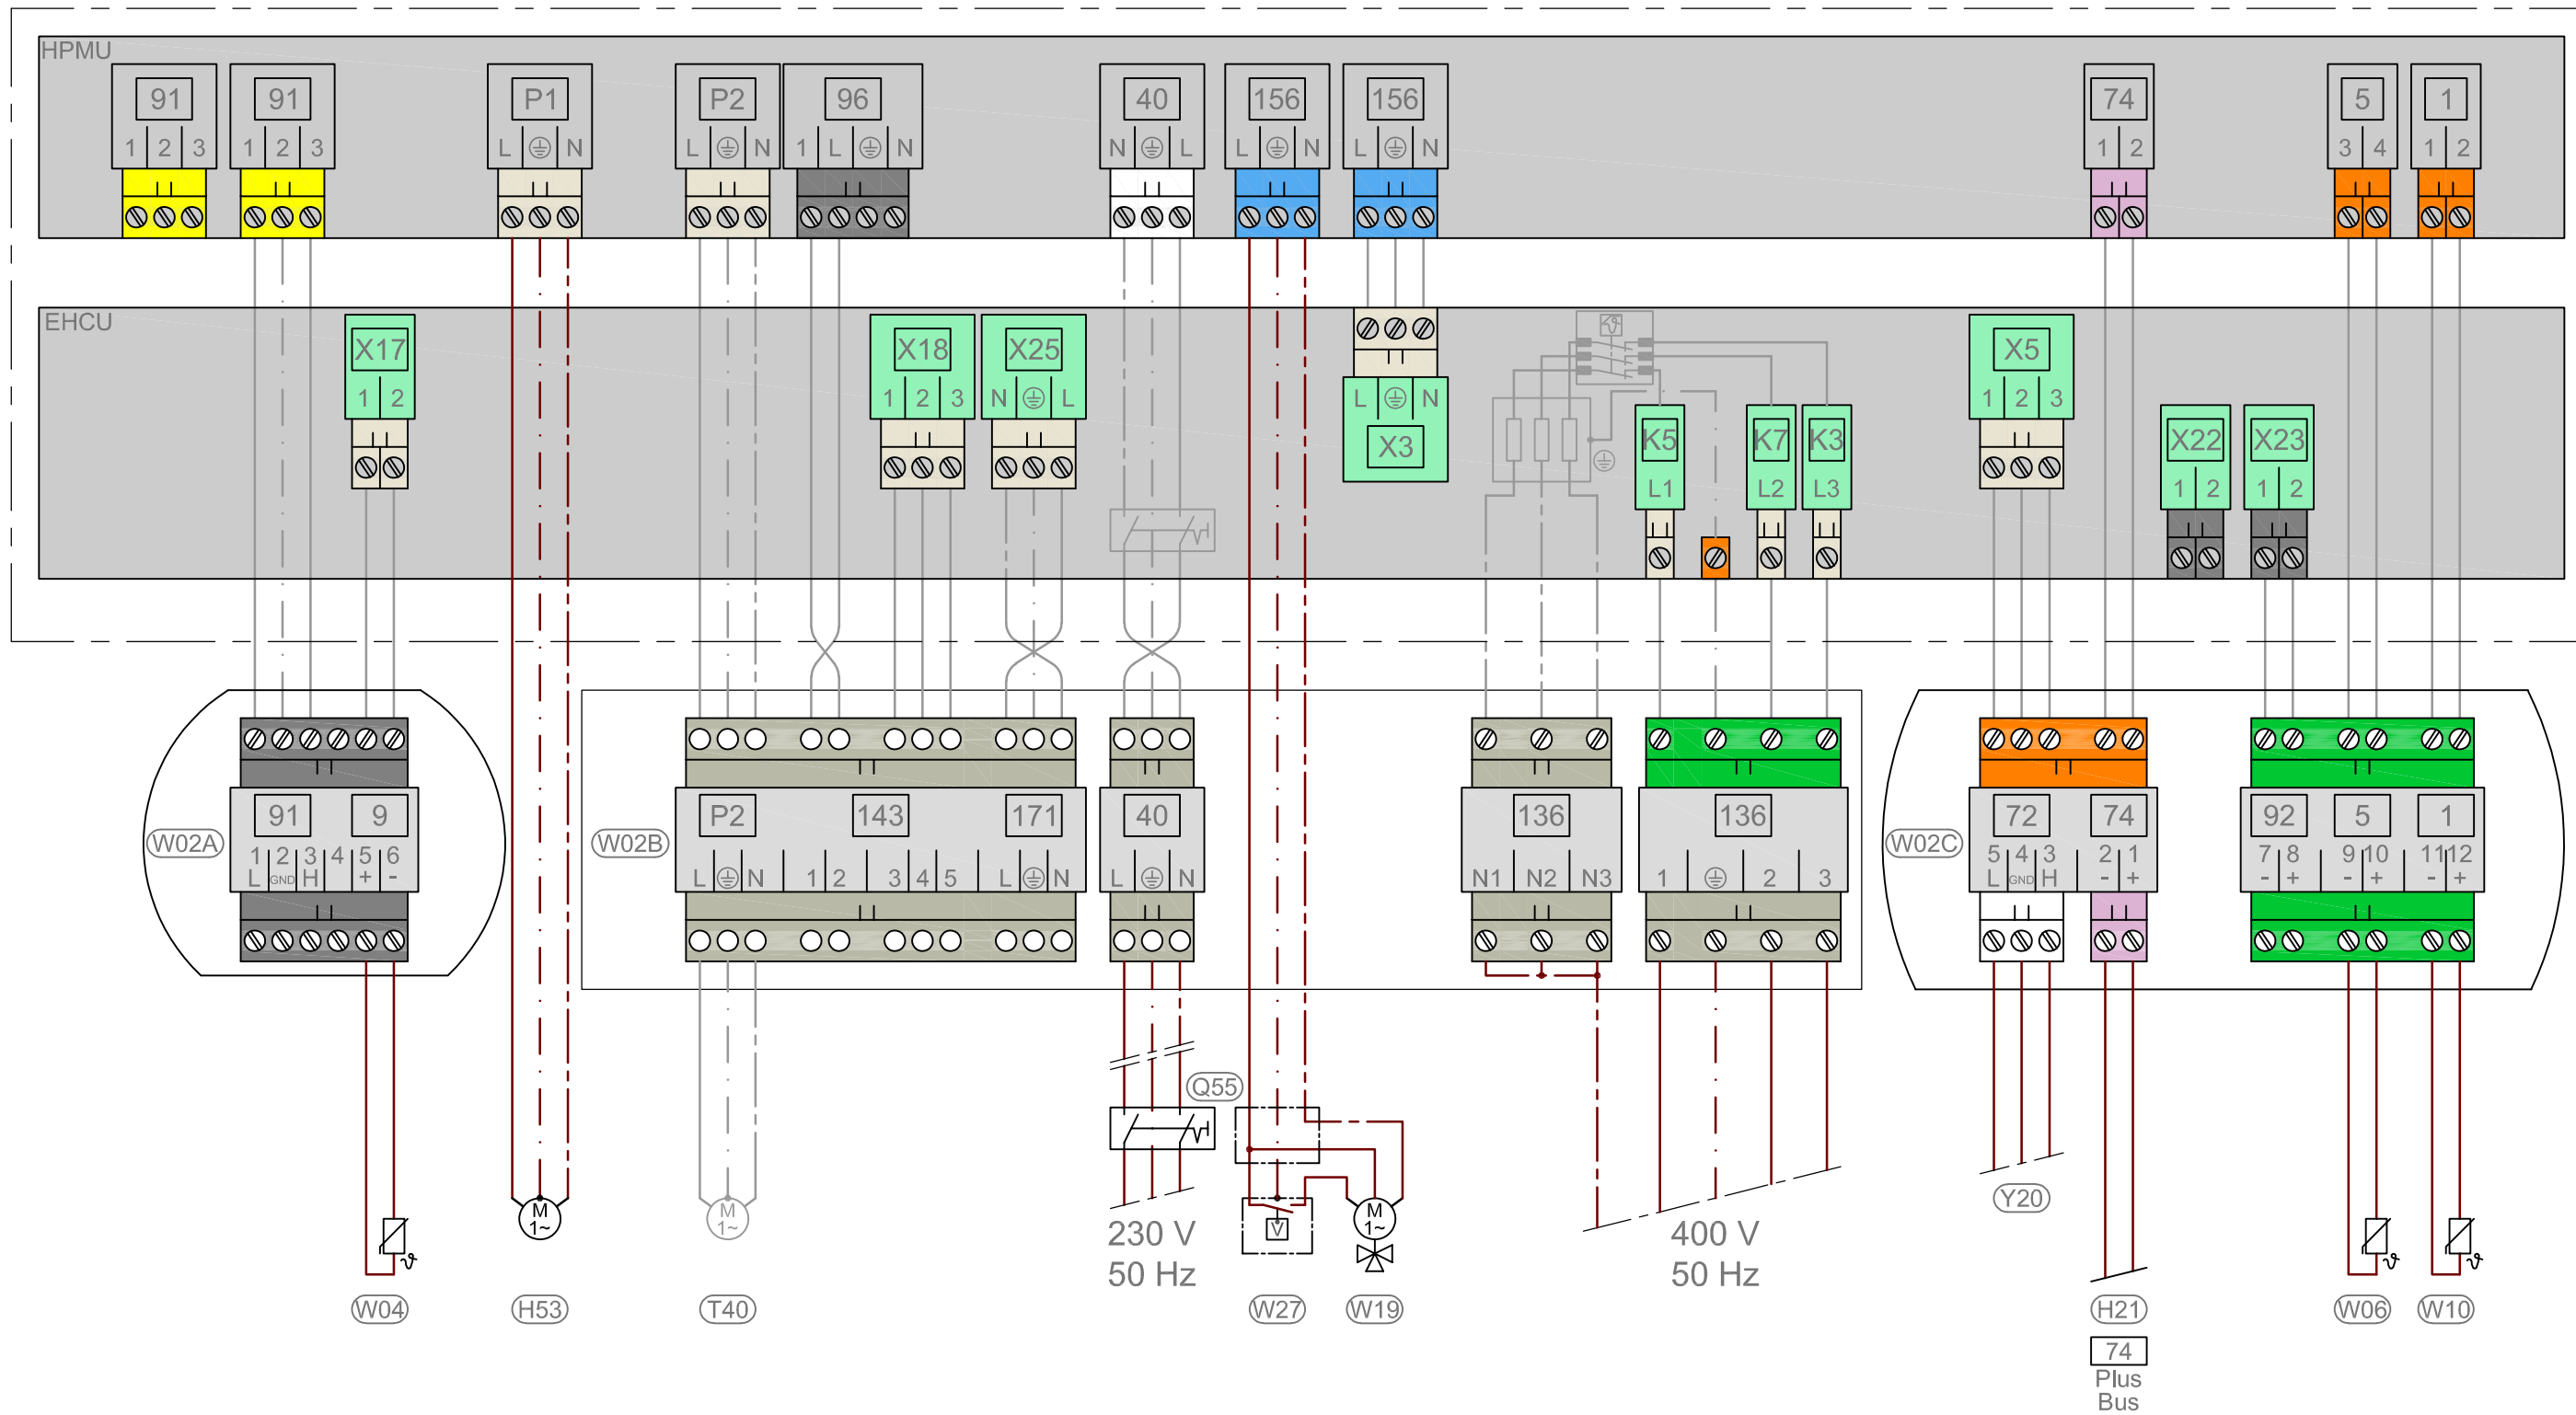 HPMU
91 91 P1 P2 96 40 156 156 74 5 1
1 2 3 1 2 3 L N L N 1 L N N L L N L N 1 2 3 4 1 2
EHCU
X17 X18 X25 X5
1 2 1 2 3 N L L N 1 2 3
X3 K5 K7 K3 X22 X23
L1 L2 L3 1 2 1 2
91 9 P2 143 171 40 136 136 72 74 92 5 1
W02A W02B W02C
1 2 3 4 5 6 5 4 3 2 1 7 8 9 10 11 12
L GND H + - L N 1 2 3 4 5 L N L N N1 N2 N3 1 2 3 L GND H - + - + - + - +
Q55
M
1~
M
1~
V
M
1~
Y20
230 V
50 Hz
400 V
50 Hz
ϑ
ϑ
ϑ
W04 H53 T40 W27 W19 H21 W06 W10
74
Plus
Bus